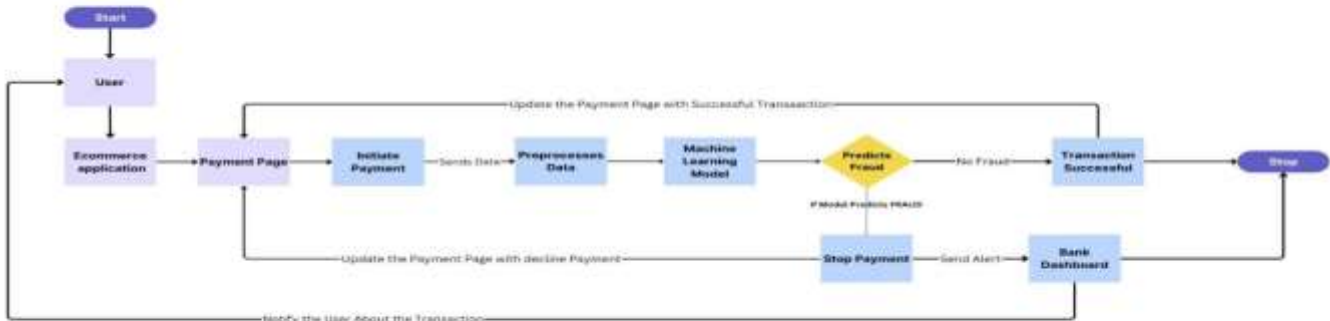 Start
User
Update the Payment Page with Successful Transsaction
Ecommerce
application
Payment Page
Initiate
Payment
Sends Data
Preprocesses
Data
Machine
Learning
Model
Predicts
Fraud
No Fraud
Transaction
Successful
Stop
If Model Predicts FRAUD
Update the Payment Page with decline Payment
Stop Payment
Send Alert
Bank
Dashboard
Notify the User About the Transaction